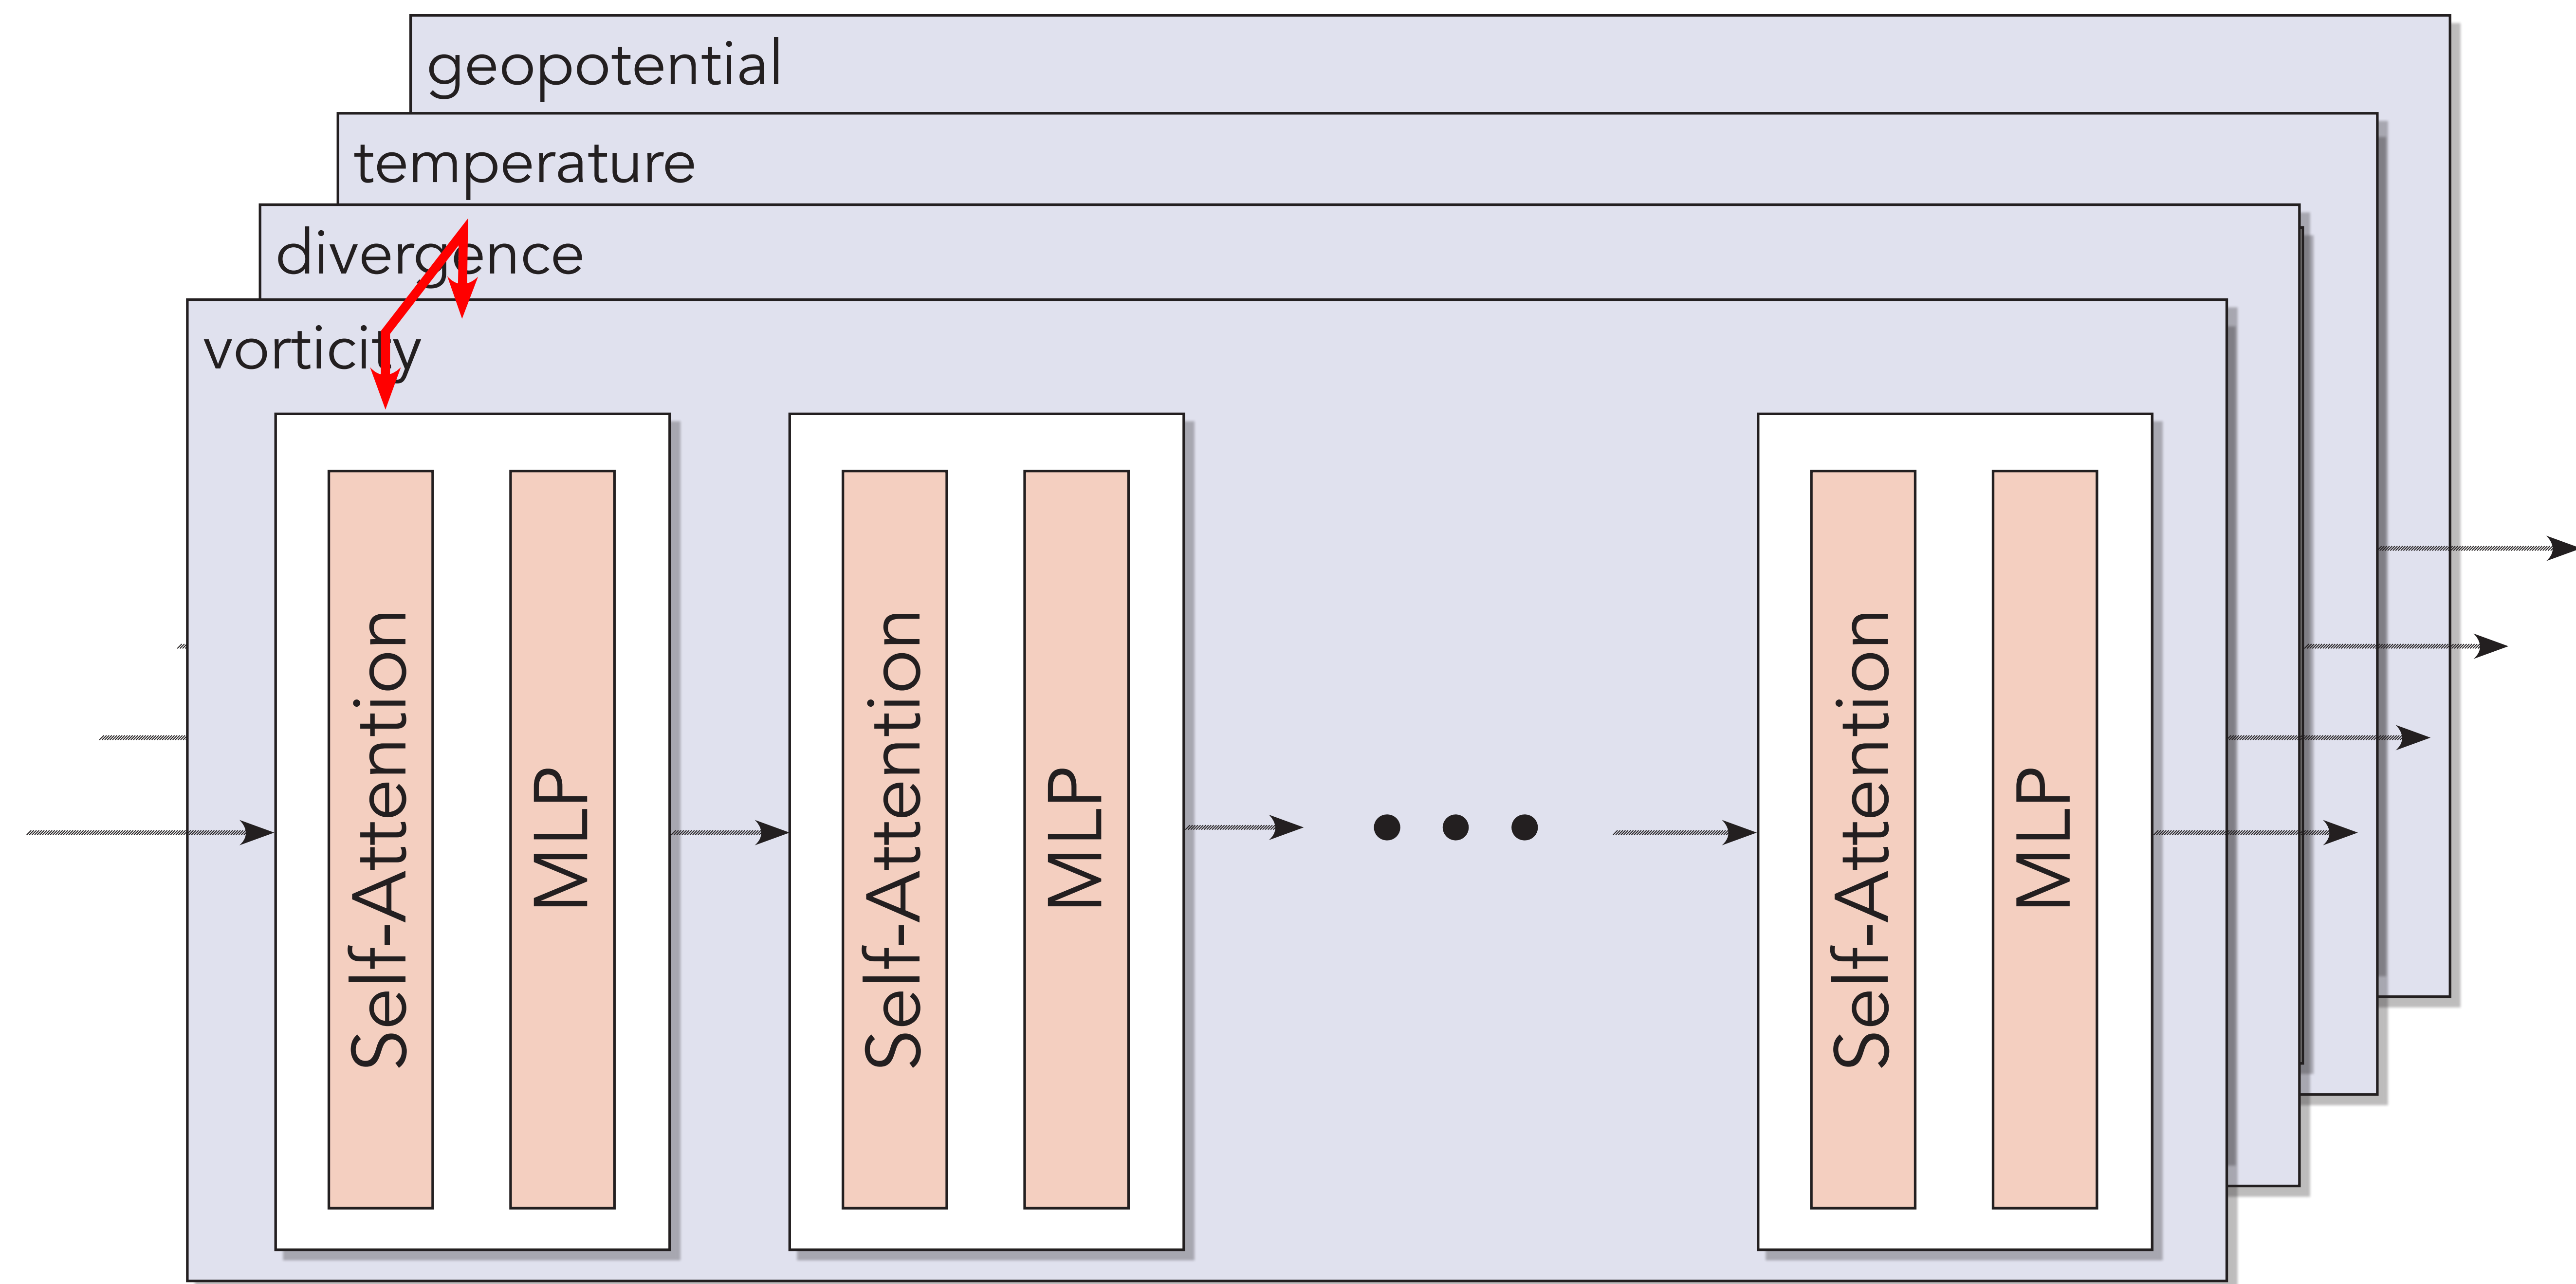 geopotential
temperature
divergence
vorticity
Self-Attention
MLP
Self-Attention
MLP
Self-Attention
MLP